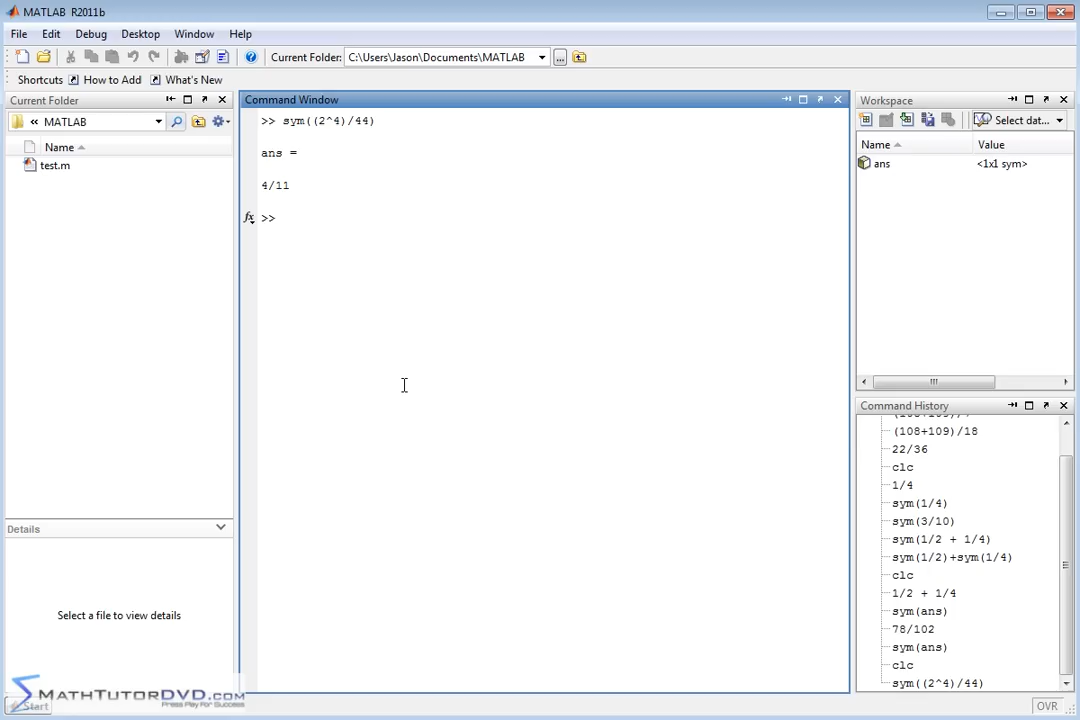 MATLAB R2011b
File Edit Debug Desktop Window Help
Current Folder: C:\Users\Jason\Documents\MATLAB
Shortcuts How to Add What's New
Current Folder
« MATLAB
Name
test.m
Details
Select a file to view details
Command Window
>> sym((2^4)/44)
ans =
4/11
fx >>
Workspace
Select dat...
Name Value
ans <1x1 sym>
Command History
(108+109)/18
22/36
clc
1/4
sym(1/4)
sym(3/10)
sym(1/2 + 1/4)
sym(1/2)+sym(1/4)
clc
1/2 + 1/4
sym(ans)
78/102
sym(ans)
clc
sym((2^4)/44)
MATHTUTORDVD.COM
PRESS PLAY FOR SUCCESS
Start
OVR